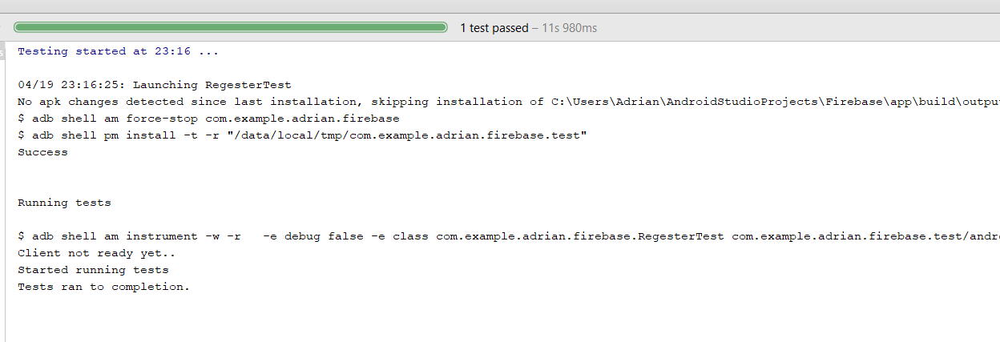 1 test passed – 11s 980ms
Testing started at 23:16 ...
04/19 23:16:25: Launching RegesterTest
No apk changes detected since last installation, skipping installation of C:\Users\Adrian\AndroidStudioProjects\Firebase\app\build\outpu
$ adb shell am force-stop com.example.adrian.firebase
$ adb shell pm install -t -r "/data/local/tmp/com.example.adrian.firebase.test"
Success
Running tests
$ adb shell am instrument -w -r   -e debug false -e class com.example.adrian.firebase.RegesterTest com.example.adrian.firebase.test/andr
Client not ready yet..
Started running tests
Tests ran to completion.